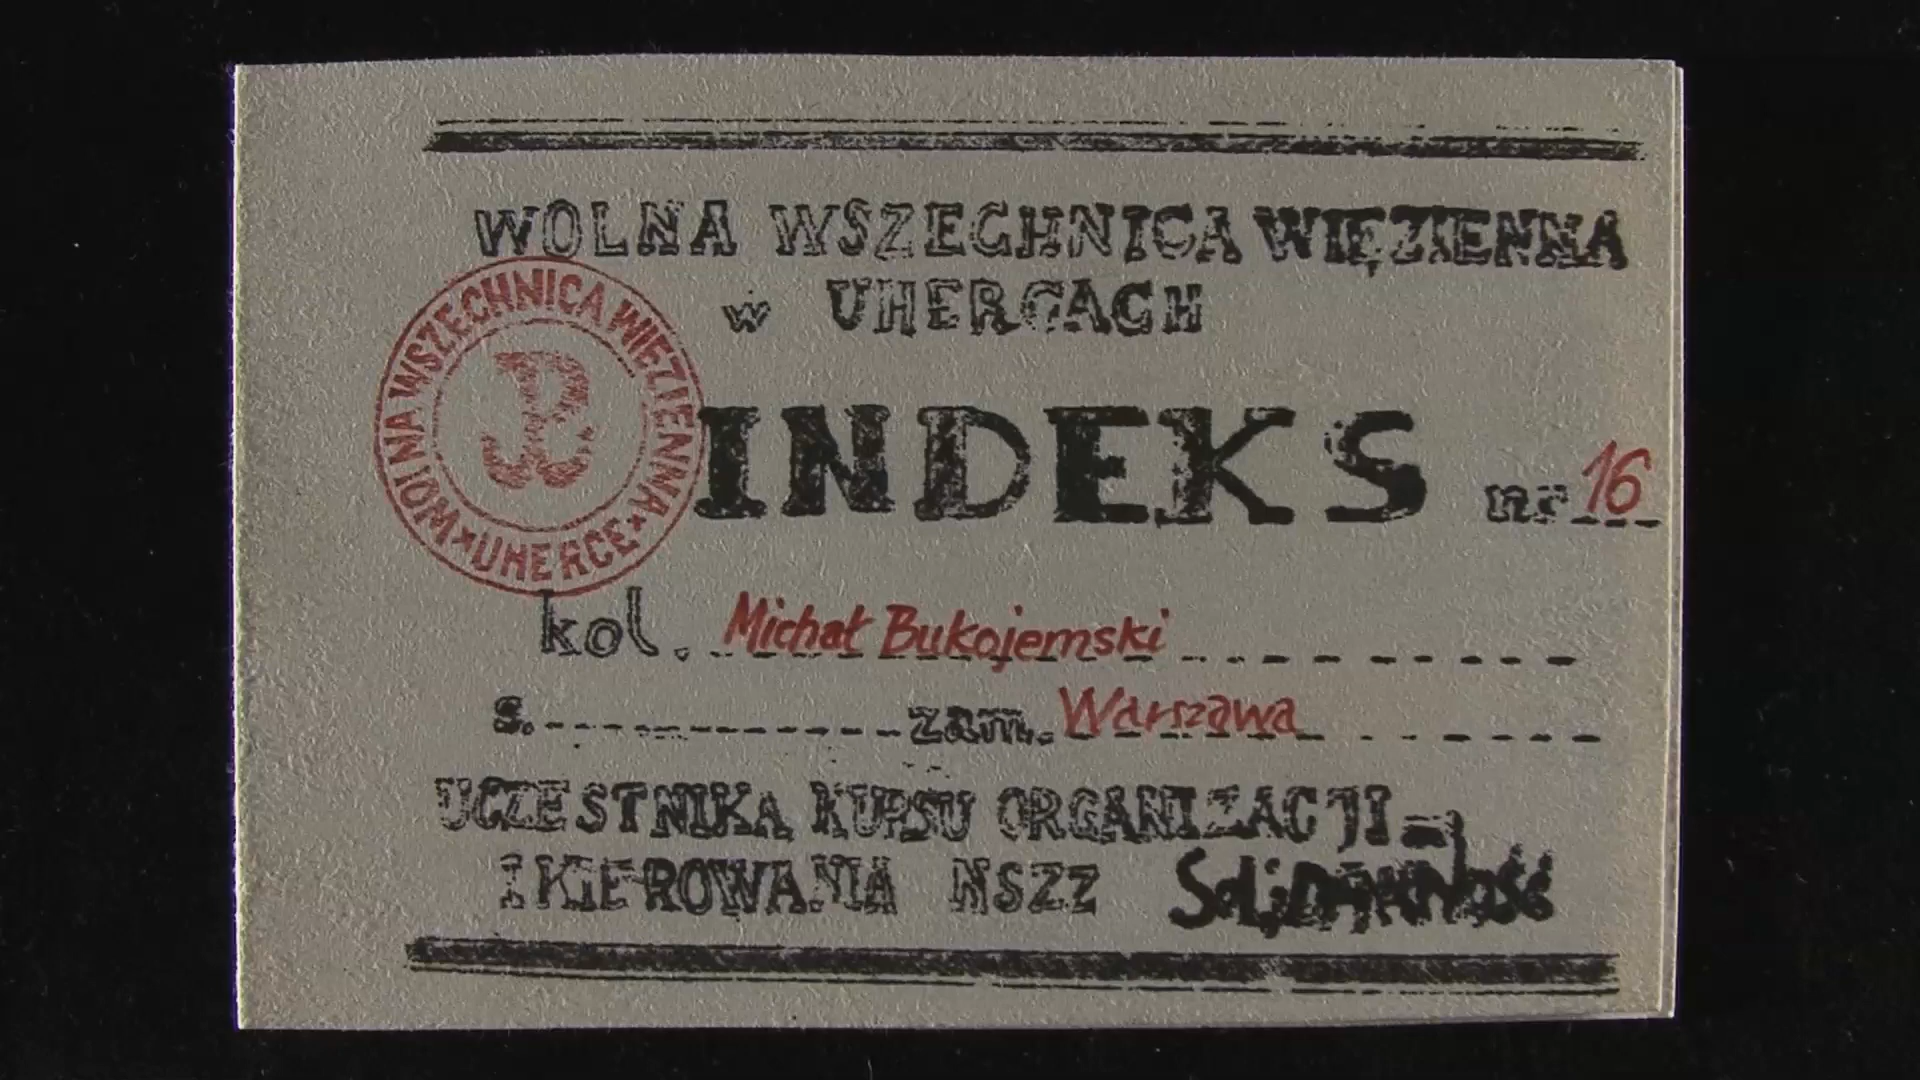 WOLNA WSZECHNICA WIĘZIENNA
w UHERCACH
WOLNA WSZECHNICA WIĘZIENNA * UHERCE *
INDEKS nr 16
kol. Michał Bukojemski
s. zam. Warszawa
UCZESTNIKA KURSU ORGANIZACJI
I KIEROWANIA NSZZ Solidarność